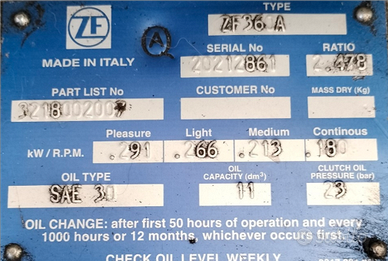 ZF
TYPE
ZF36 A
A
SERIAL No
RATIO
MADE IN ITALY
20212861
2.478
PART LIST No
CUSTOMER No
MASS DRY (Kg)
3218002007
Pleasure Light Medium Continous
kW / R.P.M. .291 .266 .213 .180
OIL TYPE
OIL CAPACITY (dm³)
CLUTCH OIL PRESSURE (bar)
SAE 30
11
23
OIL CHANGE: after first 50 hours of operation and every
1000 hours or 12 months, whichever occurs first.
CHECK OIL LEVEL WEEKLY